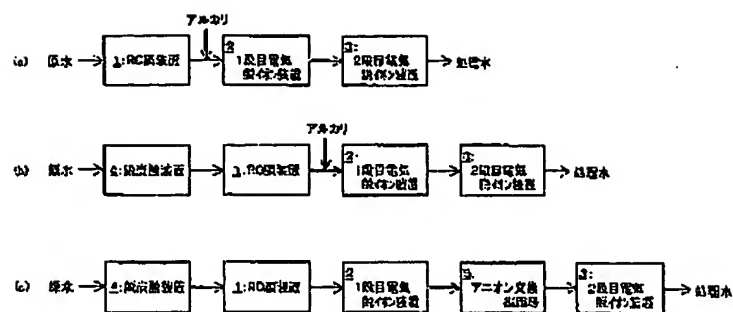 アルカリ
(a) 原水 1:RO膜装置 2: 1段目電気 脱イオン装置 3: 2段目電気 脱イオン装置 処理水
アルカリ
(b) 原水 4:脱炭酸装置 1:RO膜装置 2: 1段目電気 脱イオン装置 3: 2段目電気 脱イオン装置 処理水
(c) 原水 4:脱炭酸装置 1:RO膜装置 2: 1段目電気 脱イオン装置 アニオン交換 3: 2段目電気 脱イオン装置 処理水